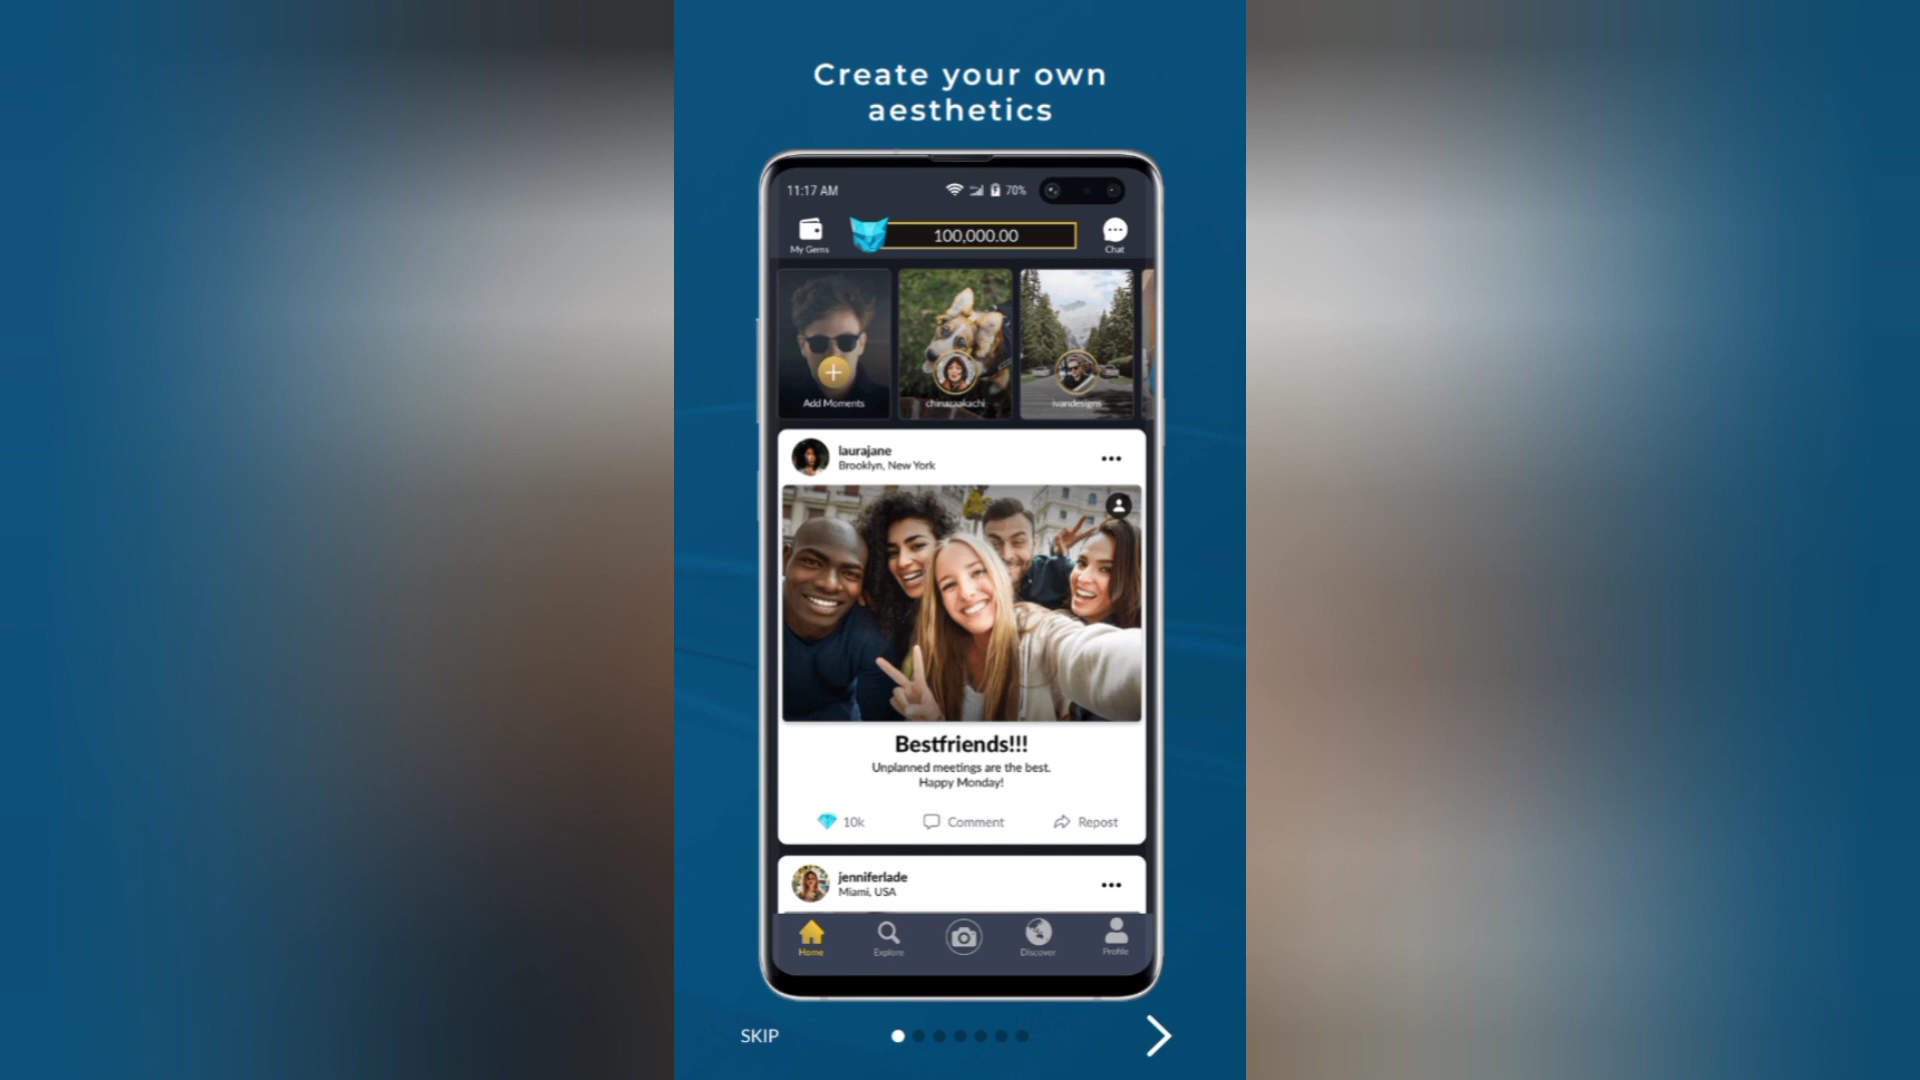 Create your own
aesthetics
11:17 AM
70%
My Gems
100,000.00
Chat
Add Moments
chinazaakachi
ivandesigns
laurajane
Brooklyn, New York
Bestfriends!!!
Unplanned meetings are the best.
Happy Monday!
10k
Comment
Repost
jenniferlade
Miami, USA
Home
Explore
Discover
Profile
SKIP